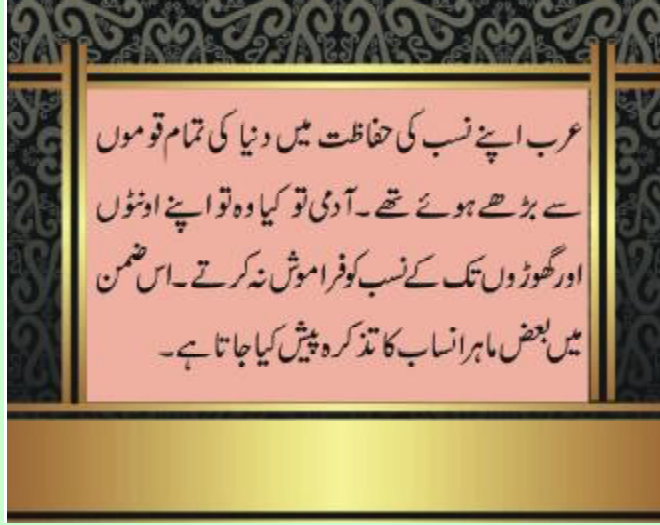 عرب اپنے نسب کی حفاظت میں دنیا کی تمام قوموں
سے بڑھے ہوئے تھے۔ آدمی تو کیا وہ تو اپنے اونٹوں
اور گھوڑوں تک کے نسب کو فراموش نہ کرتے۔ اس ضمن
میں بعض ماہر انساب کا تذکرہ پیش کیا جاتا ہے۔